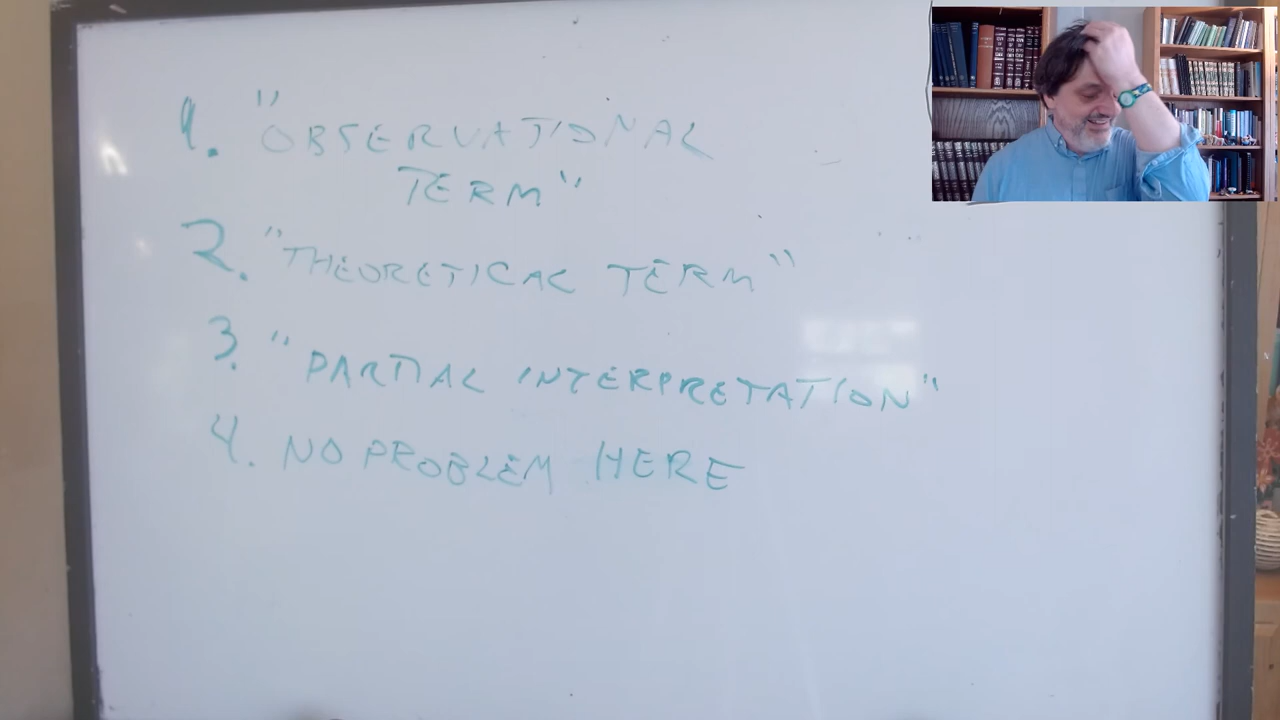 1. "OBSERVATIONAL
TERM"
2. "THEORETICAL TERM"
3. "PARTIAL INTERPRETATION"
4. NO PROBLEM HERE